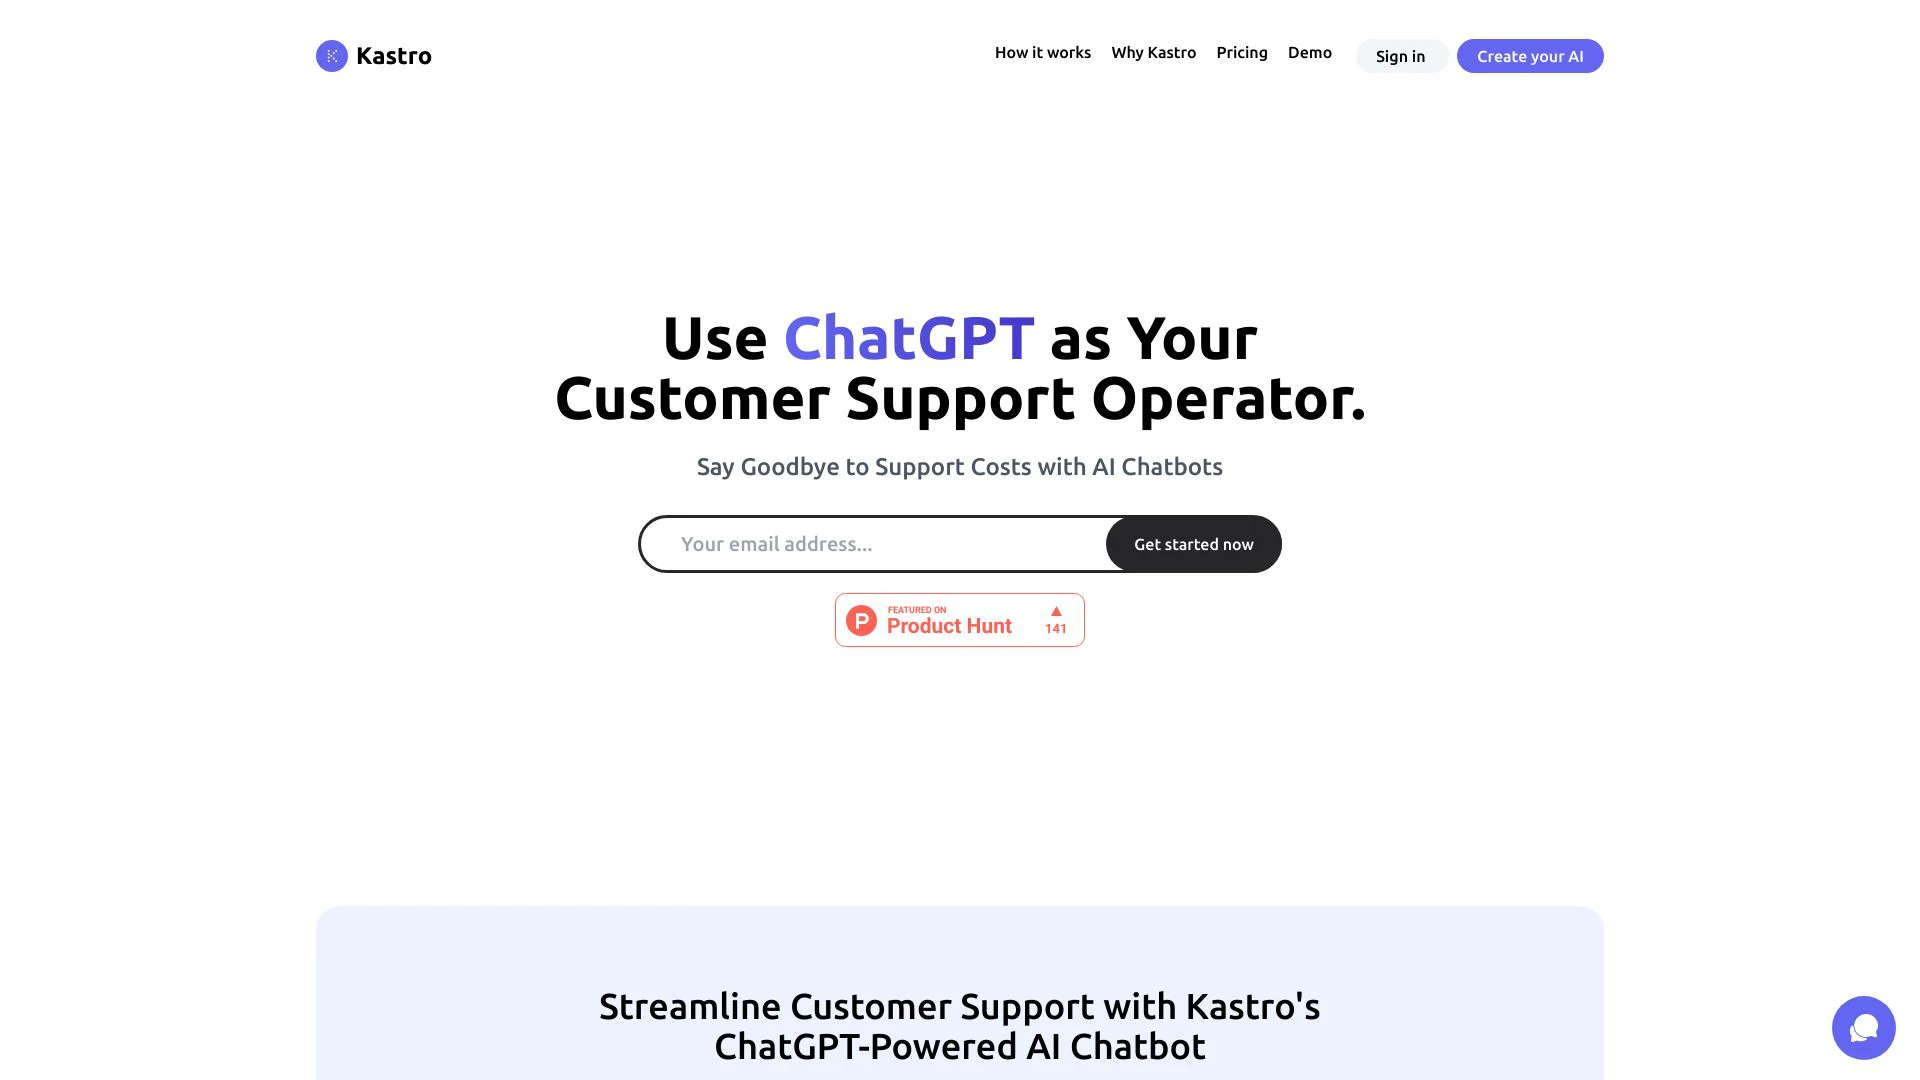 Kastro
How it works
Why Kastro
Pricing
Demo
Sign in
Create your AI
Use ChatGPT as Your
Customer Support Operator.
Say Goodbye to Support Costs with AI Chatbots
Your email address...
Get started now
FEATURED ON
Product Hunt
141
Streamline Customer Support with Kastro's
ChatGPT-Powered AI Chatbot